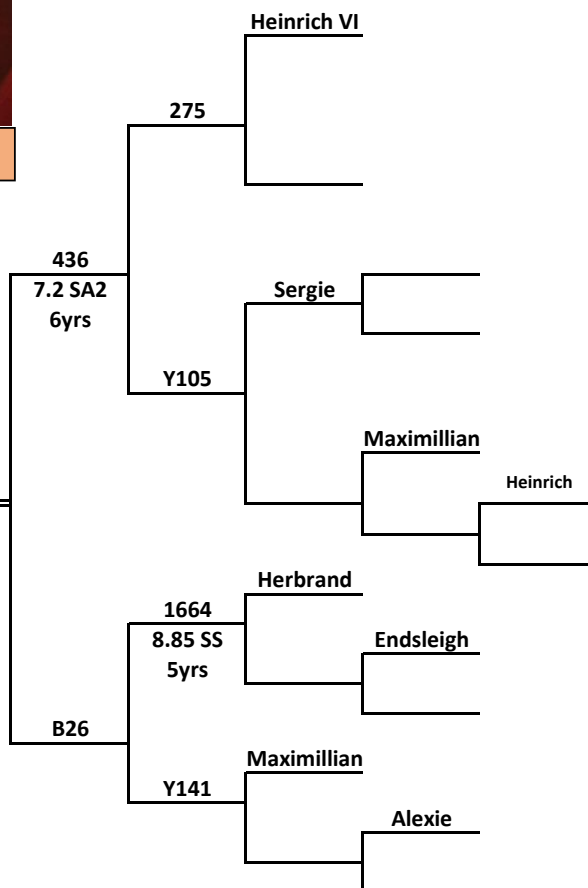 Heinrich VI
275
436
7.2 SA2
6yrs
Sergie
Y105
Maximillian
Heinrich
Herbrand
1664
8.85 SS
5yrs
Endsleigh
B26
Maximillian
Y141
Alexie